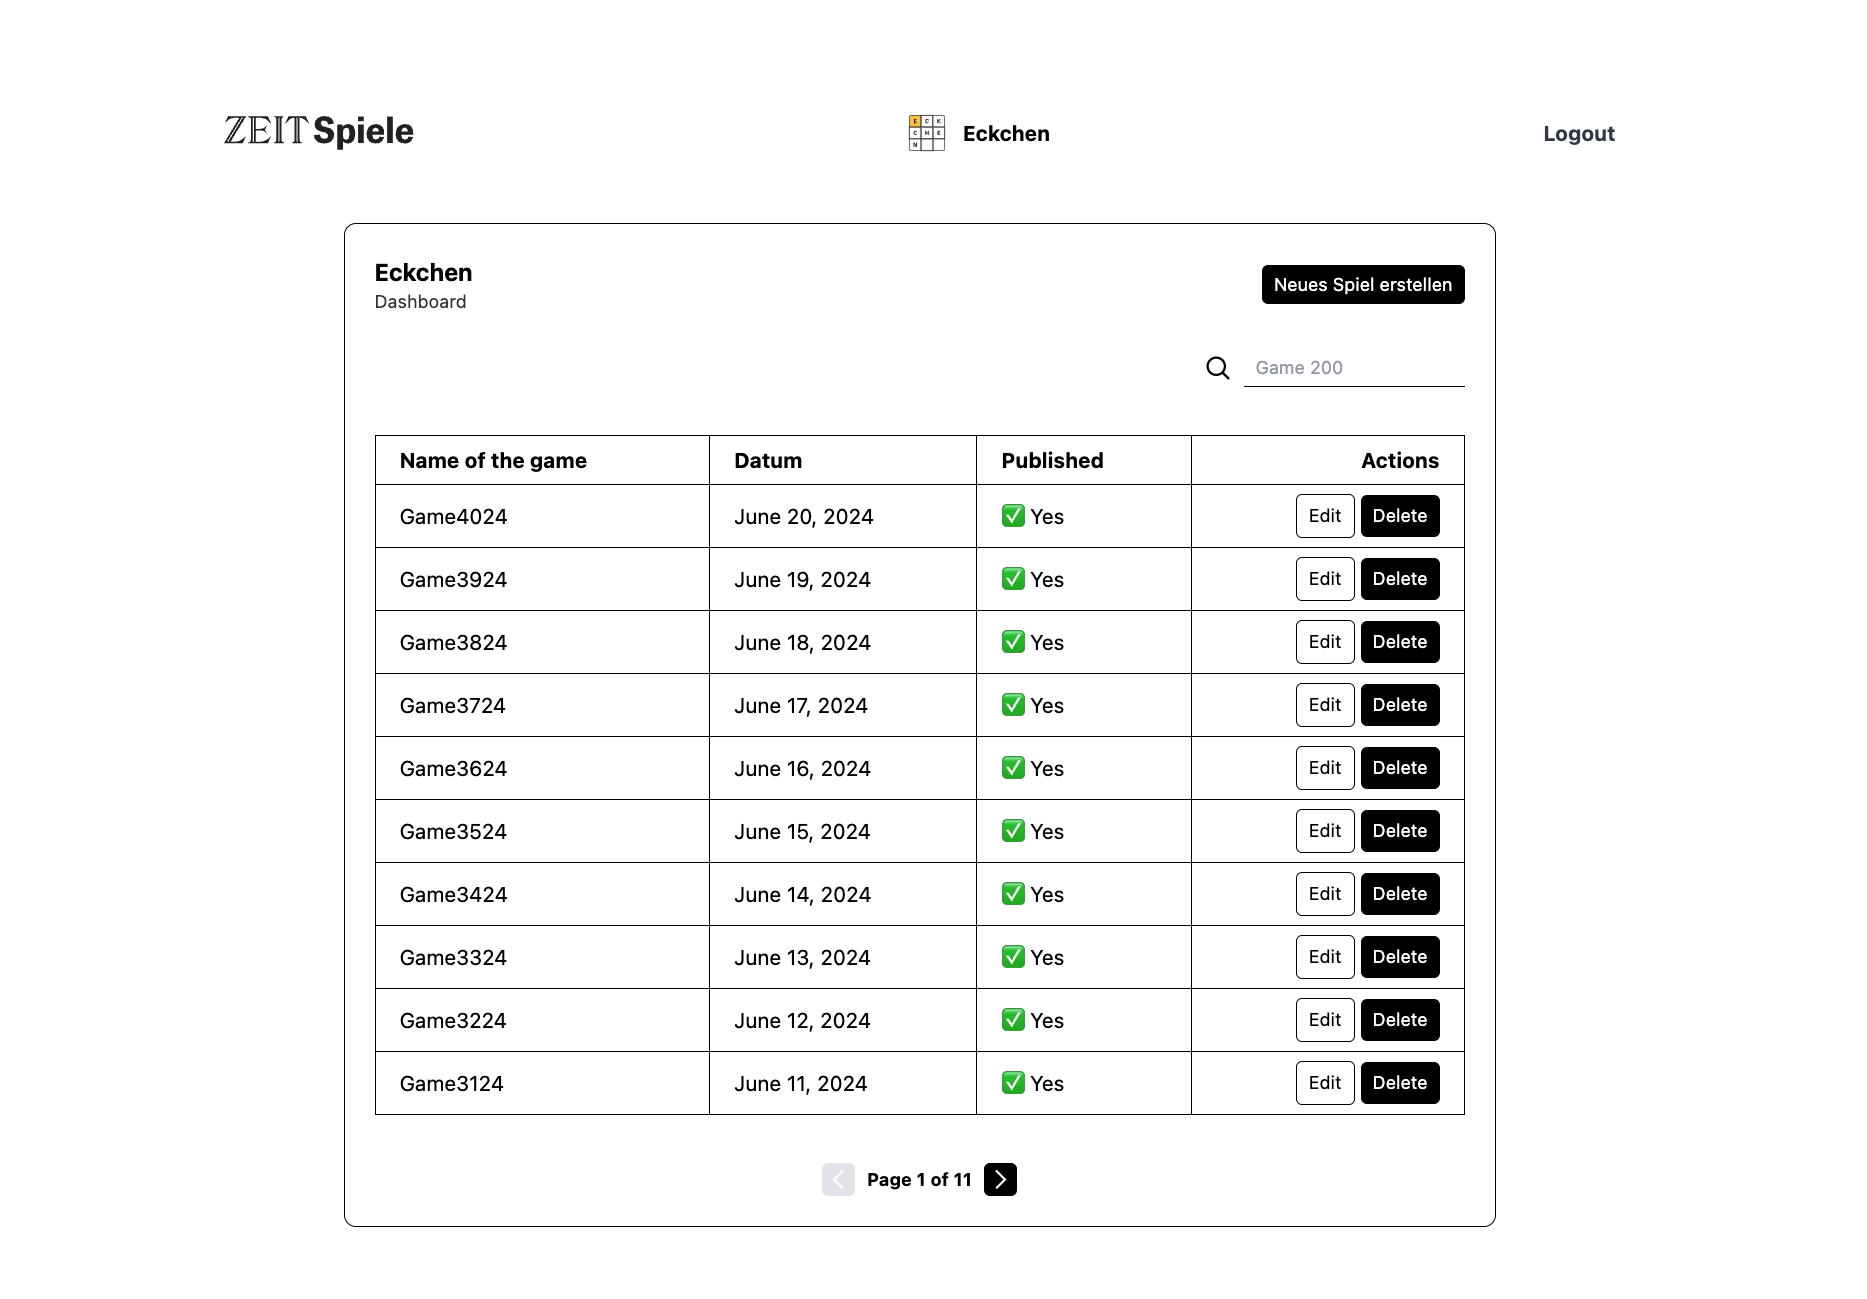 ZEIT Spiele
E C K
C H E
N
Eckchen
Logout
Eckchen
Dashboard
Neues Spiel erstellen
Game 200
Name of the game Datum Published Actions
Game4024 June 20, 2024 ✅ Yes Edit Delete
Game3924 June 19, 2024 ✅ Yes Edit Delete
Game3824 June 18, 2024 ✅ Yes Edit Delete
Game3724 June 17, 2024 ✅ Yes Edit Delete
Game3624 June 16, 2024 ✅ Yes Edit Delete
Game3524 June 15, 2024 ✅ Yes Edit Delete
Game3424 June 14, 2024 ✅ Yes Edit Delete
Game3324 June 13, 2024 ✅ Yes Edit Delete
Game3224 June 12, 2024 ✅ Yes Edit Delete
Game3124 June 11, 2024 ✅ Yes Edit Delete
Page 1 of 11